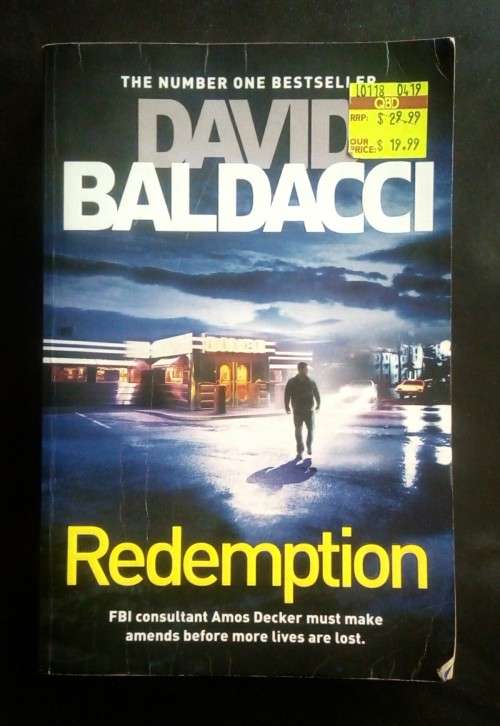 THE NUMBER ONE BESTSELLER
L0118 0419
QBD
RRP: $ 29.99
OUR PRICE: $ 19.99
DAVID
BALDACCI
Redemption
FBI consultant Amos Decker must make
amends before more lives are lost.